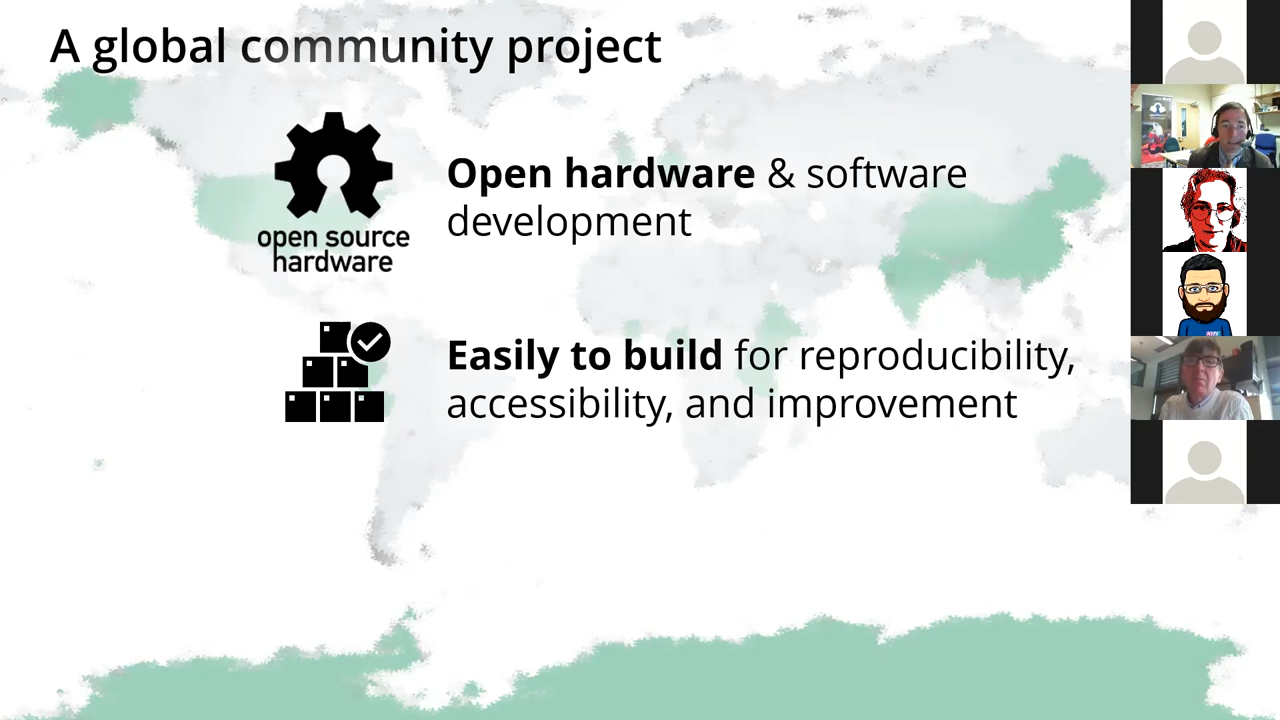 A global community project
open source
hardware
Open hardware & software
development
Easily to build for reproducibility,
accessibility, and improvement